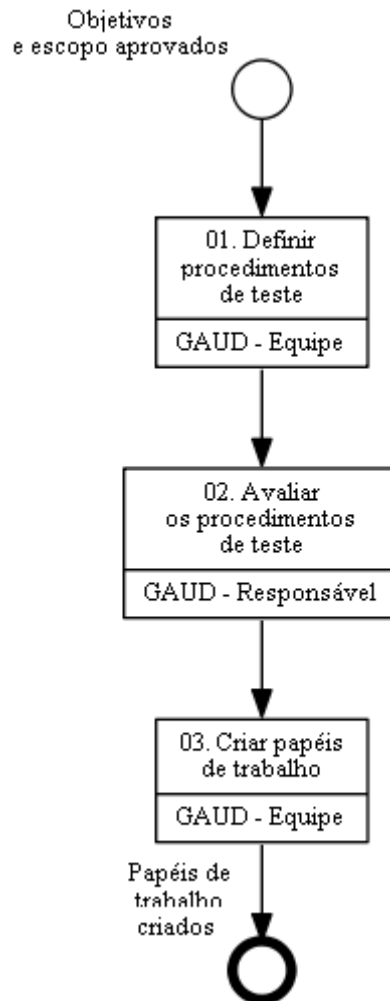 Objetivos
e escopo aprovados
01. Definir
procedimentos
de teste
GAUD - Equipe
02. Avaliar
os procedimentos
de teste
GAUD - Responsável
03. Criar papéis
de trabalho
GAUD - Equipe
Papéis de
trabalho
criados